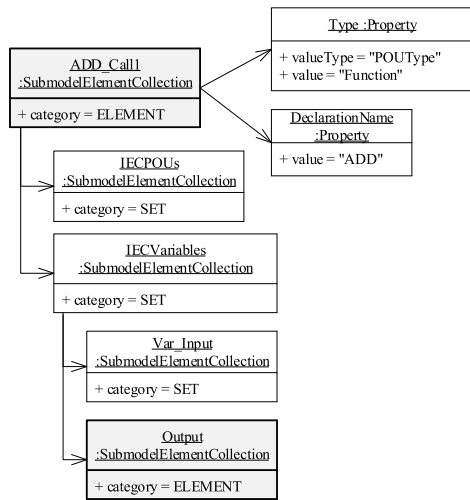 ADD_Call1
:SubmodelElementCollection
+ category = ELEMENT
Type :Property
+ valueType = "POUType"
+ value = "Function"
DeclarationName
:Property
+ value = "ADD"
IECPOUs
:SubmodelElementCollection
+ category = SET
IECVariables
:SubmodelElementCollection
+ category = SET
Var_Input
:SubmodelElementCollection
+ category = SET
Output
:SubmodelElementCollection
+ category = ELEMENT